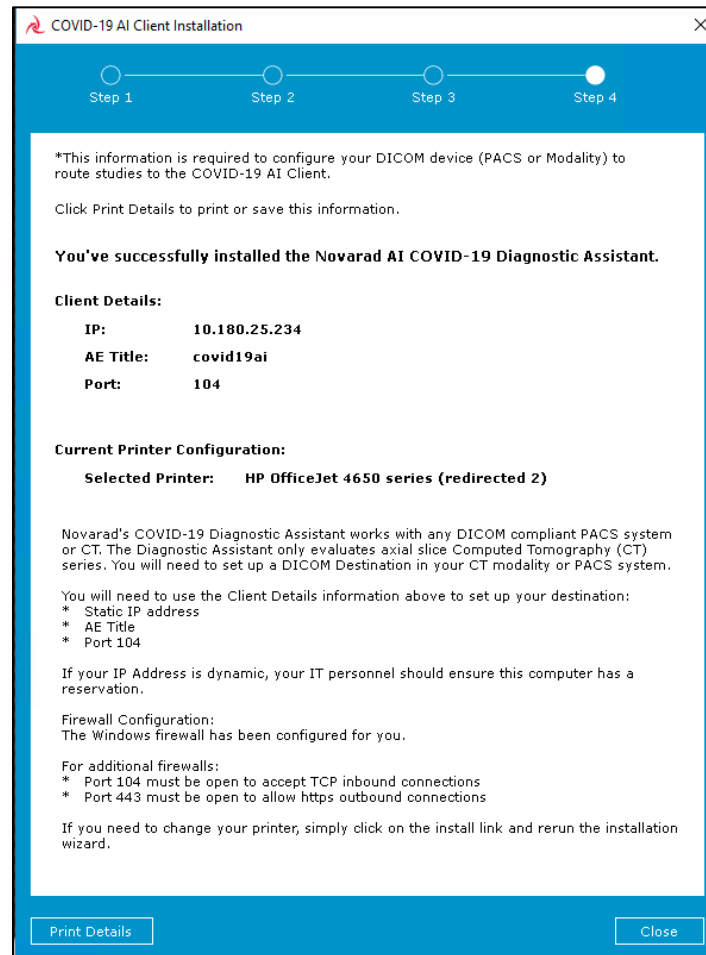 COVID-19 AI Client Installation
Step 1
Step 2
Step 3
Step 4
*This information is required to configure your DICOM device (PACS or Modality) to
route studies to the COVID-19 AI Client.
Click Print Details to print or save this information.
You've successfully installed the Novarad AI COVID-19 Diagnostic Assistant.
Client Details:
IP: 10.180.25.234
AE Title: covid19ai
Port: 104
Current Printer Configuration:
Selected Printer: HP OfficeJet 4650 series (redirected 2)
Novarad's COVID-19 Diagnostic Assistant works with any DICOM compliant PACS system
or CT. The Diagnostic Assistant only evaluates axial slice Computed Tomography (CT)
series. You will need to set up a DICOM Destination in your CT modality or PACS system.
You will need to use the Client Details information above to set up your destination:
* Static IP address
* AE Title
* Port 104
If your IP Address is dynamic, your IT personnel should ensure this computer has a
reservation.
Firewall Configuration:
The Windows firewall has been configured for you.
For additional firewalls:
* Port 104 must be open to accept TCP inbound connections
* Port 443 must be open to allow https outbound connections
If you need to change your printer, simply click on the install link and rerun the installation
wizard.
Print Details
Close